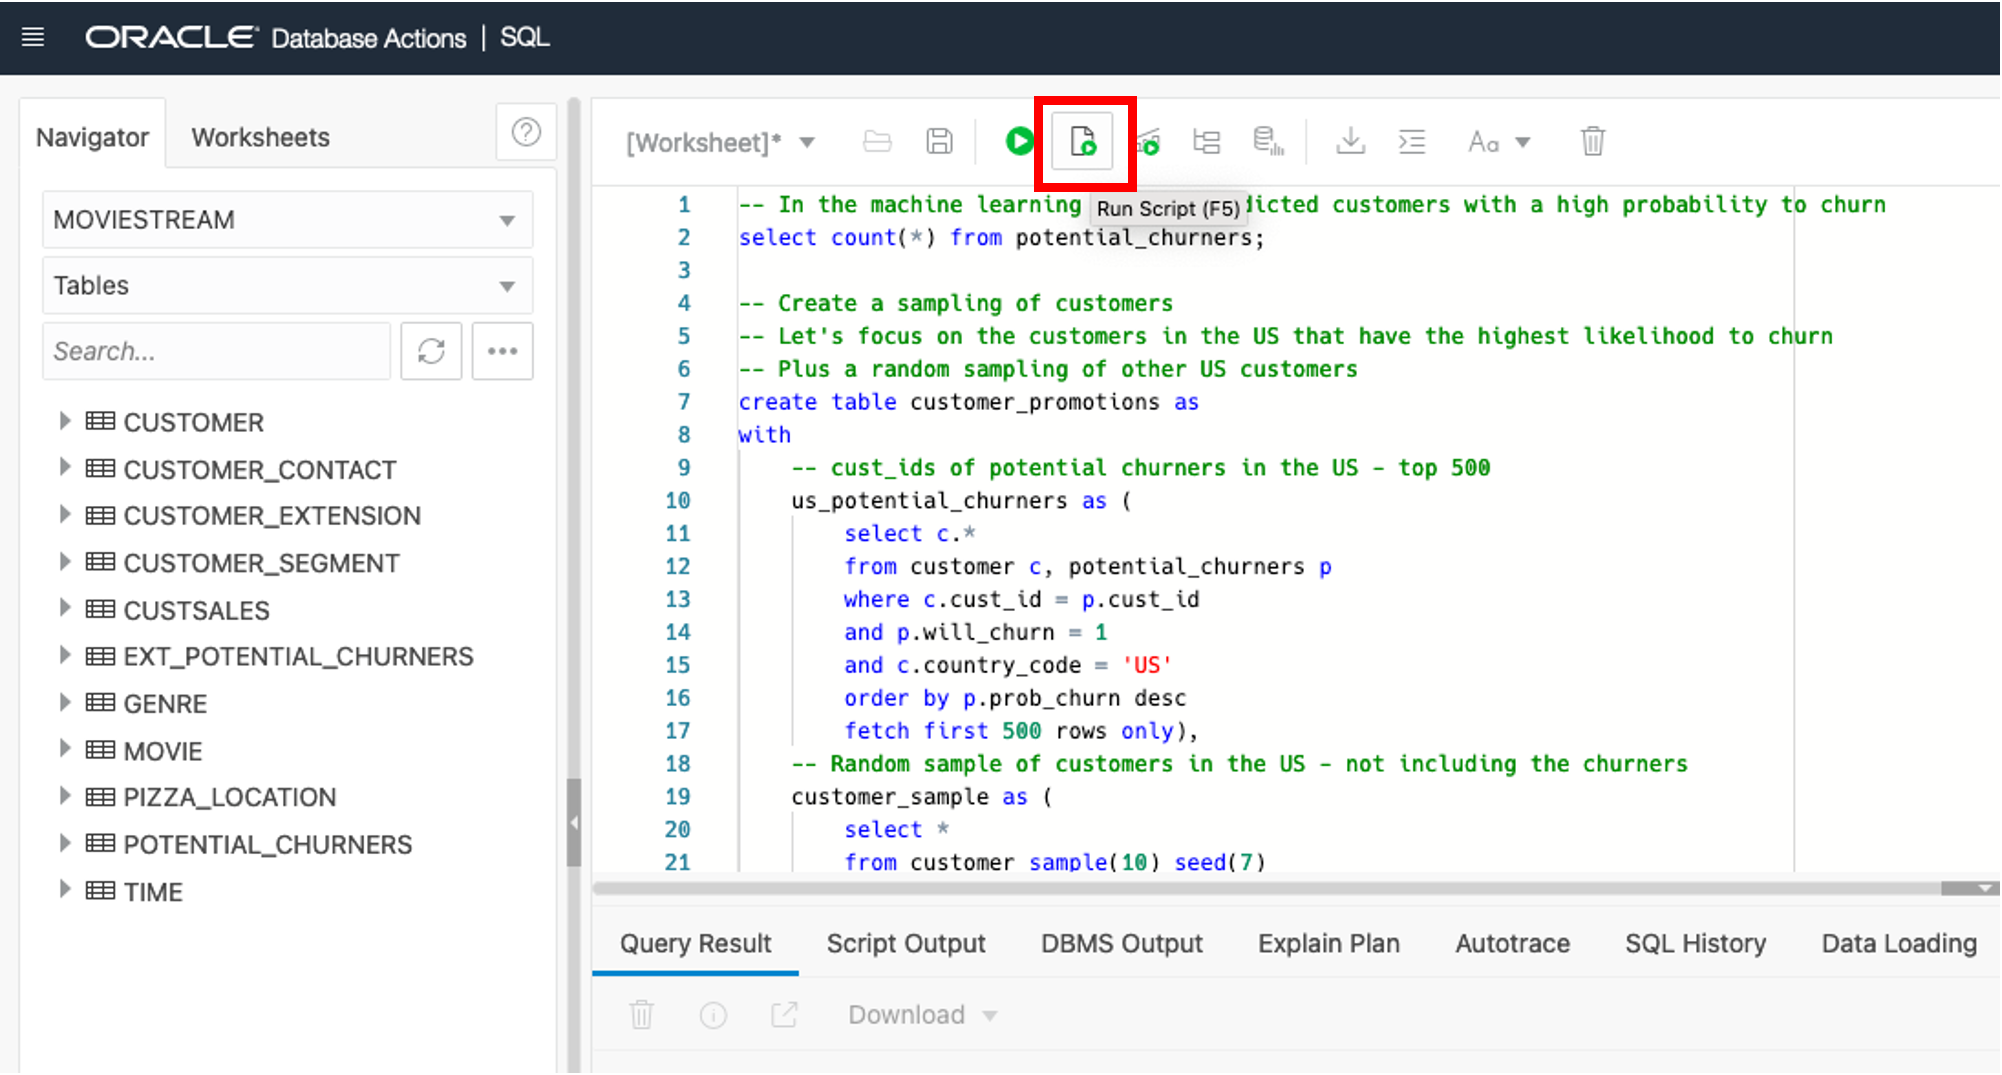 ORACLE Database Actions | SQL
Navigator
Worksheets
MOVIESTREAM
Tables
Search...
CUSTOMER
CUSTOMER_CONTACT
CUSTOMER_EXTENSION
CUSTOMER_SEGMENT
CUSTSALES
EXT_POTENTIAL_CHURNERS
GENRE
MOVIE
PIZZA_LOCATION
POTENTIAL_CHURNERS
TIME
[Worksheet]*
Aa
Run Script (F5)
1 -- In the machine learning dicted customers with a high probability to churn
2 select count(*) from potential_churners;
3
4 -- Create a sampling of customers
5 -- Let's focus on the customers in the US that have the highest likelihood to churn
6 -- Plus a random sampling of other US customers
7 create table customer_promotions as
8 with
9 -- cust_ids of potential churners in the US - top 500
10 us_potential_churners as (
11 select c.*
12 from customer c, potential_churners p
13 where c.cust_id = p.cust_id
14 and p.will_churn = 1
15 and c.country_code = 'US'
16 order by p.prob_churn desc
17 fetch first 500 rows only),
18 -- Random sample of customers in the US - not including the churners
19 customer_sample as (
20 select *
21 from customer sample(10) seed(7)
Query Result
Script Output
DBMS Output
Explain Plan
Autotrace
SQL History
Data Loading
Download